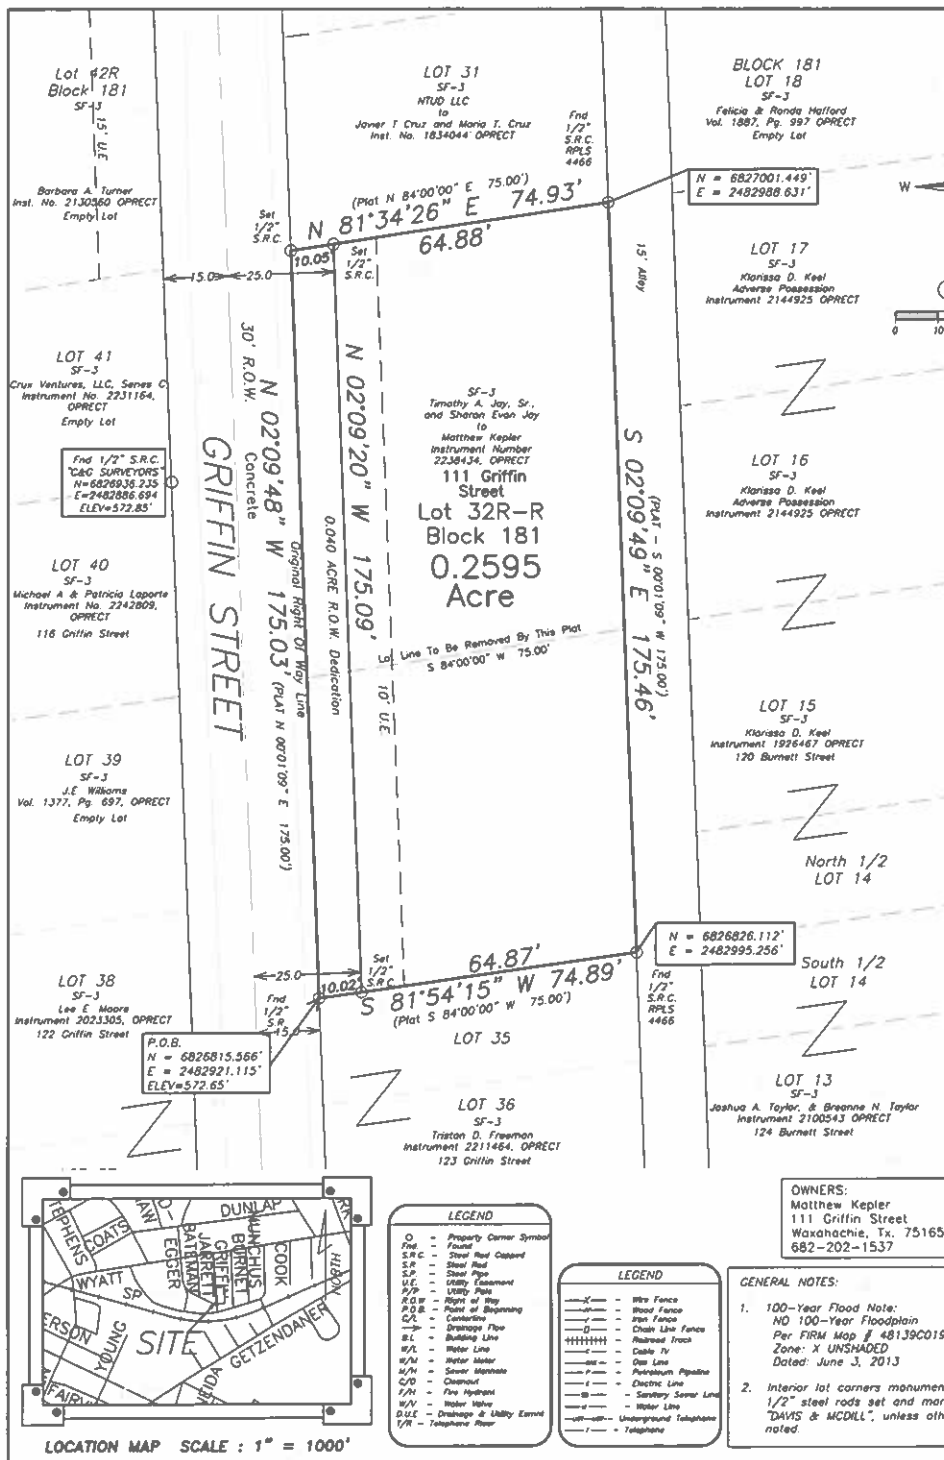 Lot 42R
Block 181
SF-3
15' U.E
Barbara A. Turner
Inst. No. 2130560 OPRECT
Empty Lot
LOT 31
SF-3
NTUD LLC
to
Javier T Cruz and Maria T. Cruz
Inst. No. 1834044 OPRECT
Fnd
1/2"
S.R.C.
RPLS
4466
BLOCK 181
LOT 18
SF-3
Felicia & Ronda Halford
Vol. 1887, Pg. 997 OPRECT
Empty Lot
N = 6827001.449'
E = 2482988.631'
W
(Plat N 84°00'00" E 75.00')
N 81°34'26" E 74.93'
64.88'
Set
1/2"
S.R.C.
10.05'
Set
1/2"
S.R.C.
15.0
25.0
15' Alley
LOT 17
SF-3
Klarissa D. Keel
Adverse Possession
Instrument 2144925 OPRECT
0 10
LOT 41
SF-3
Crux Ventures, LLC, Series C
Instrument No. 2231164,
OPRECT
Empty Lot
Fnd 1/2" S.R.C.
"C&G SURVEYORS"
N=6826936.235
E=2482886.694
ELEV=572.85'
30' R.O.W.
Concrete
GRIFFIN STREET
N 02°09'48" W 175.03' (PLAT N 00°01'09" E 175.00')
Original Right Of Way Line
0.040 ACRE R.O.W. Dedication
N 02°09'20" W 175.09'
SF-3
Timothy A. Jay, Sr.,
and Sharon Evon Jay
to
Matthew Kepler
Instrument Number
2238434, OPRECT
111 Griffin
Street
Lot 32R-R
Block 181
0.2595
Acre
S 02°09'49" E 175.46'
(PLAT - S 00°01'09" W 175.00')
LOT 16
SF-3
Klarissa D. Keel
Adverse Possession
Instrument 2144925 OPRECT
LOT 40
SF-3
Michael A & Patricia Laporte
Instrument No. 2242809,
OPRECT
116 Griffin Street
Lot Line To Be Removed By This Plat
S 84°00'00" W 75.00'
10' U.E
LOT 15
SF-3
Klarissa D. Keel
Instrument 1926467 OPRECT
120 Burnett Street
LOT 39
SF-3
J.E Williams
Vol. 1377, Pg. 697, OPRECT
Empty Lot
North 1/2
LOT 14
N = 6826826.112'
E = 2482995.256'
South 1/2
LOT 14
LOT 38
SF-3
Lee E Moore
Instrument 2023305, OPRECT
122 Griffin Street
25.0
Set
1/2"
S.R.C
10.02'
Fnd
1/2"
S.R
15.0
64.87'
S 81°54'15" W 74.89'
(Plat S 84°00'00" W 75.00')
Fnd
1/2"
S.R.C.
RPLS
4466
P.O.B.
N = 6826815.566'
E = 2482921.115'
ELEV=572.65'
LOT 35
LOT 36
SF-3
Tristan D. Freeman
Instrument 2211464, OPRECT
123 Griffin Street
LOT 13
SF-3
Joshua A. Taylor, & Breanne N. Taylor
Instrument 2100543 OPRECT
124 Burnett Street
DUNLAP
COATS
EGGER
BATEMAN
JARRETT
GRIFFIN
BURNET
MUNCHUS
COOK
WYATT
SP
YOUNG
SITE
GETZENDANER
LOCATION MAP SCALE : 1" = 1000'
LEGEND
O - Property Corner Symbol
Fnd. - Found
S.R.C. - Steel Rod Capped
S.R - Steel Rod
S.P. - Steel Pipe
U.E. - Utility Easement
P/P - Utility Pole
R.O.W - Right of Way
P.O.B. - Point of Beginning
C/L - Centerline
- Drainage Flow
B.L - Building Line
W/L - Water Line
W/M - Water Meter
M/H - Sewer Manhole
C/O - Cleanout
F/H - Fire Hydrant
W/V - Water Valve
D.U.E - Drainage & Utility Esmnt
T/R - Telephone Riser
LEGEND
X - Wire Fence
- Wood Fence
- Iron Fence
- Chain Link Fence
- Railroad Track
- Cable TV
- Gas Line
P - Petroleum Pipeline
E - Electric Line
- Sanitary Sewer Line
- Water Line
- Underground Telephone
- Telephone
OWNERS:
Matthew Kepler
111 Griffin Street
Waxahachie, Tx. 75165
682-202-1537
GENERAL NOTES:
1. 100-Year Flood Note:
NO 100-Year Floodplain
Per FIRM Map # 48139C019
Zone: X UNSHADED
Dated: June 3, 2013
2. Interior lot corners monumen
1/2" steel rods set and mar
"DAVIS & MCDILL", unless oth
noted.